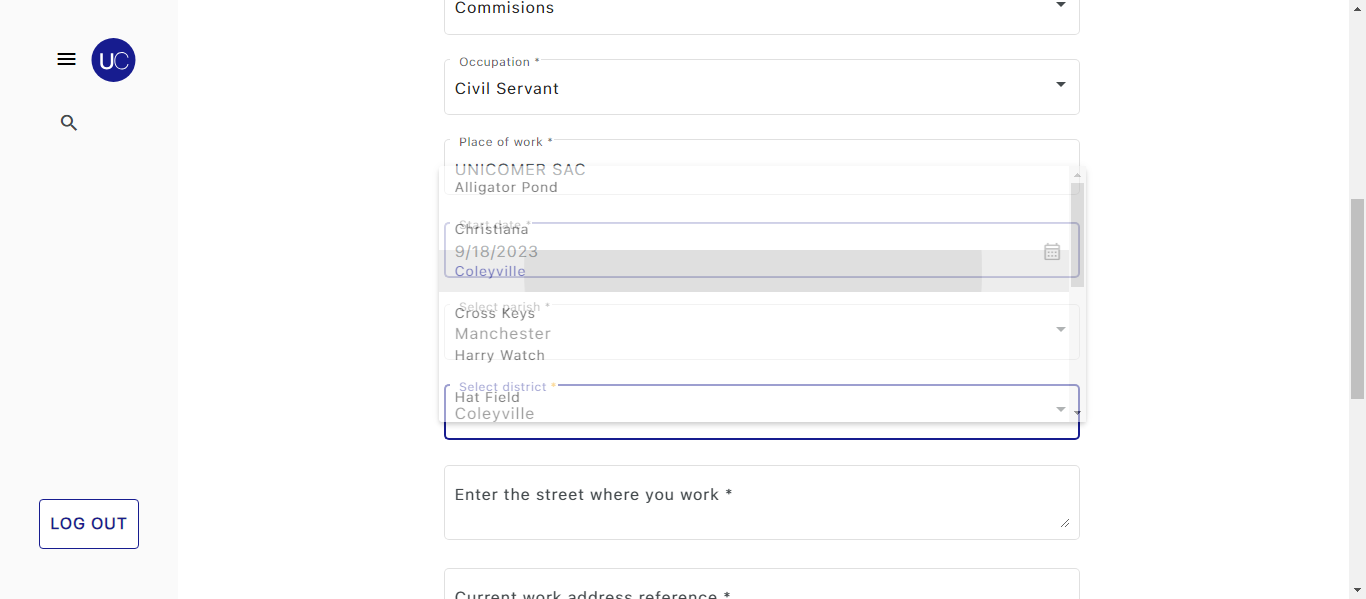 Commisions
UC
Occupation *
Civil Servant
Place of work *
UNICOMER SAC
Alligator Pond
Start date *
Christiana
9/18/2023
Coleyville
Select parish *
Cross Keys
Manchester
Harry Watch
Select district *
Hat Field
Coleyville
Enter the street where you work *
LOG OUT
Current work address reference *